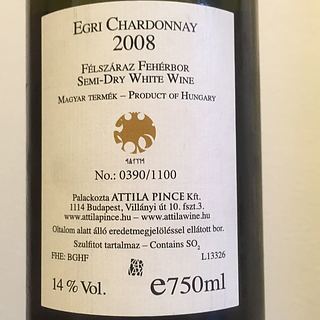 EGRI CHARDONNAY
2008
FÉLSZÁRAZ FEHÉRBOR
SEMI-DRY WHITE WINE
MAGYAR TERMÉK – PRODUCT OF HUNGARY
No.: 0390/1100
Palackozta ATTILA PINCE Kft.
1114 Budapest, Villányi út 10. fszt.3.
www.attilapince.hu – www.attilawine.hu
Oltalom alatt álló eredetmegjelöléssel ellátott bor.
Szulfitot tartalmaz – Contains SO₂
FHE: BGHF
L13326
14 % Vol.
e750ml